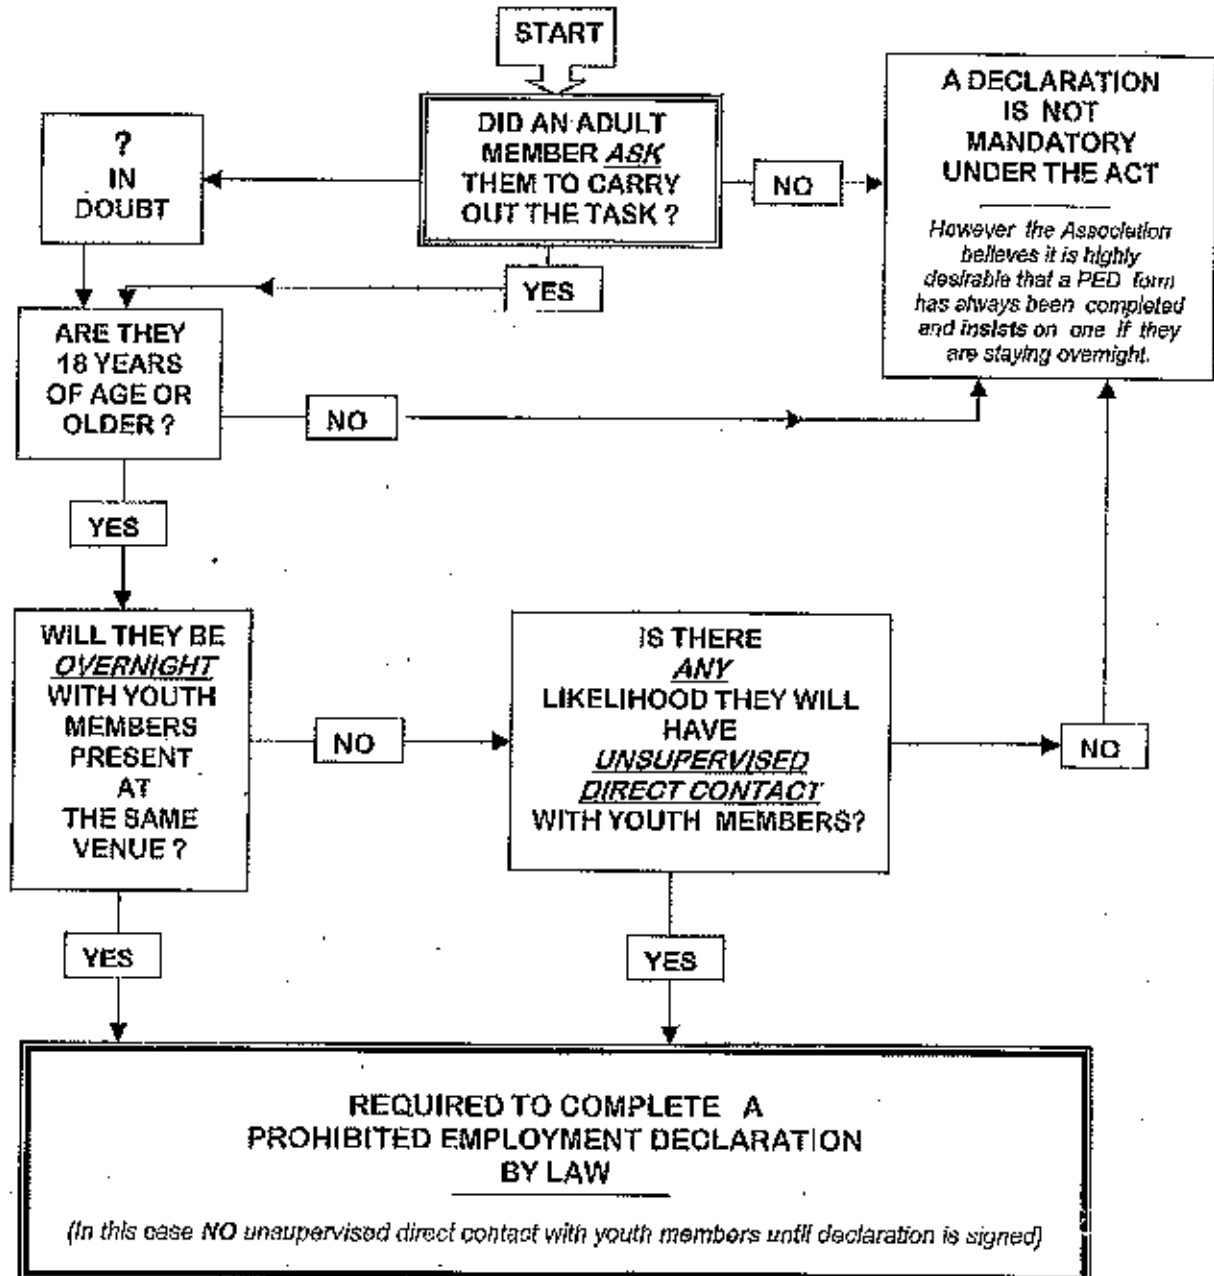 START
DID AN ADULT
MEMBER ASK
THEM TO CARRY
OUT THE TASK ?
?
IN
DOUBT
NO
A DECLARATION
IS NOT
MANDATORY
UNDER THE ACT
However the Association
believes it is highly
desirable that a PED form
has always been completed
and insists on one if they
are staying overnight.
YES
ARE THEY
18 YEARS
OF AGE OR
OLDER ?
NO
YES
WILL THEY BE
OVERNIGHT
WITH YOUTH
MEMBERS
PRESENT
AT
THE SAME
VENUE ?
NO
IS THERE
ANY
LIKELIHOOD THEY WILL
HAVE
UNSUPERVISED
DIRECT CONTACT
WITH YOUTH MEMBERS?
NO
YES
YES
REQUIRED TO COMPLETE A
PROHIBITED EMPLOYMENT DECLARATION
BY LAW
(In this case NO unsaupervised direct contact with youth members until declaration is signed)